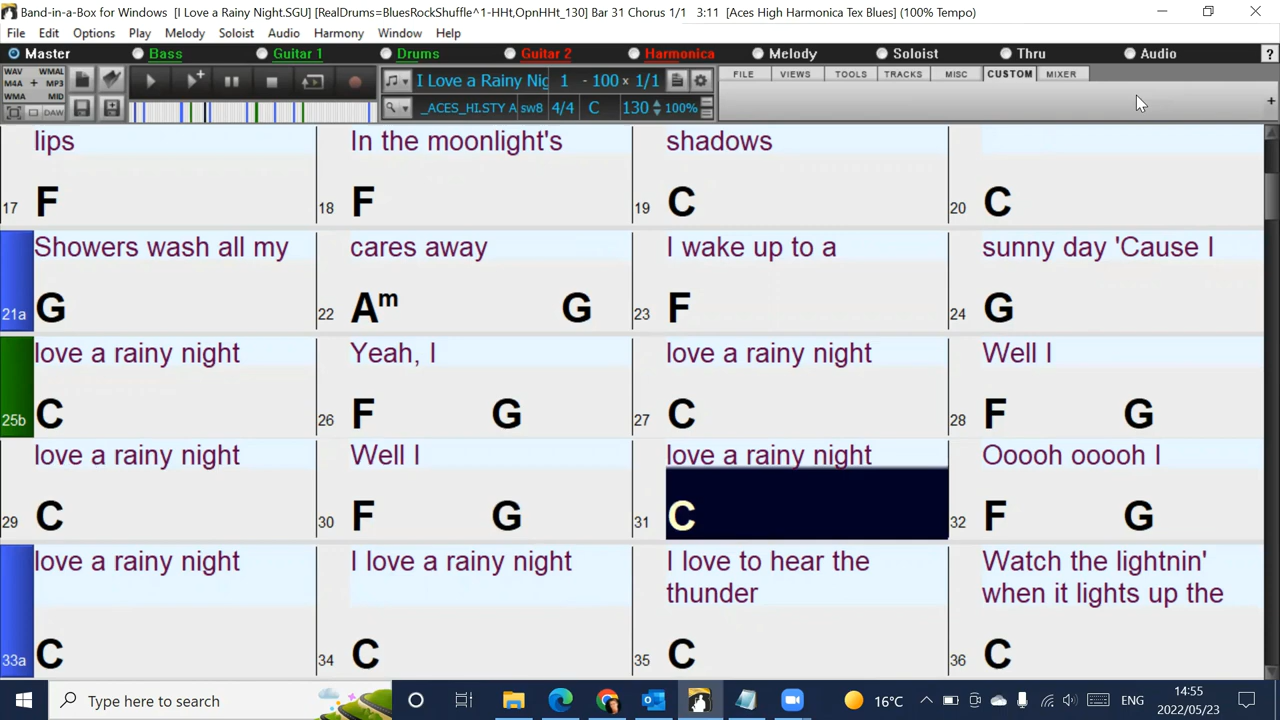 Band-in-a-Box for Windows [I Love a Rainy Night.SGU] [RealDrums=BluesRockShuffle^1-HHt,OpnHHt_130] Bar 31 Chorus 1/1 3:11 [Aces High Harmonica Tex Blues] (100% Tempo)
File Edit Options Play Melody Soloist Audio Harmony Window Help
Master Bass Guitar 1 Drums Guitar 2 Harmonica Melody Soloist Thru Audio ?
WAV WMAL
M4A + MP3
WMA MID
DAW
I Love a Rainy Nig 1 - 100 x 1/1
_ACES_HI.STY A sw8 4/4 C 130 100%
FILE VIEWS TOOLS TRACKS MISC CUSTOM MIXER
+
lips In the moonlight's shadows
17 F 18 F 19 C 20 C
Showers wash all my cares away I wake up to a sunny day 'Cause I
21a G 22 Am G 23 F 24 G
love a rainy night Yeah, I love a rainy night Well I
25b C 26 F G 27 C 28 F G
love a rainy night Well I love a rainy night Ooooh ooooh I
29 C 30 F G 31 C 32 F G
love a rainy night I love a rainy night I love to hear the Watch the lightnin'
thunder when it lights up the
33a C 34 C 35 C 36 C
Type here to search
16°C ENG 14:55
2022/05/23